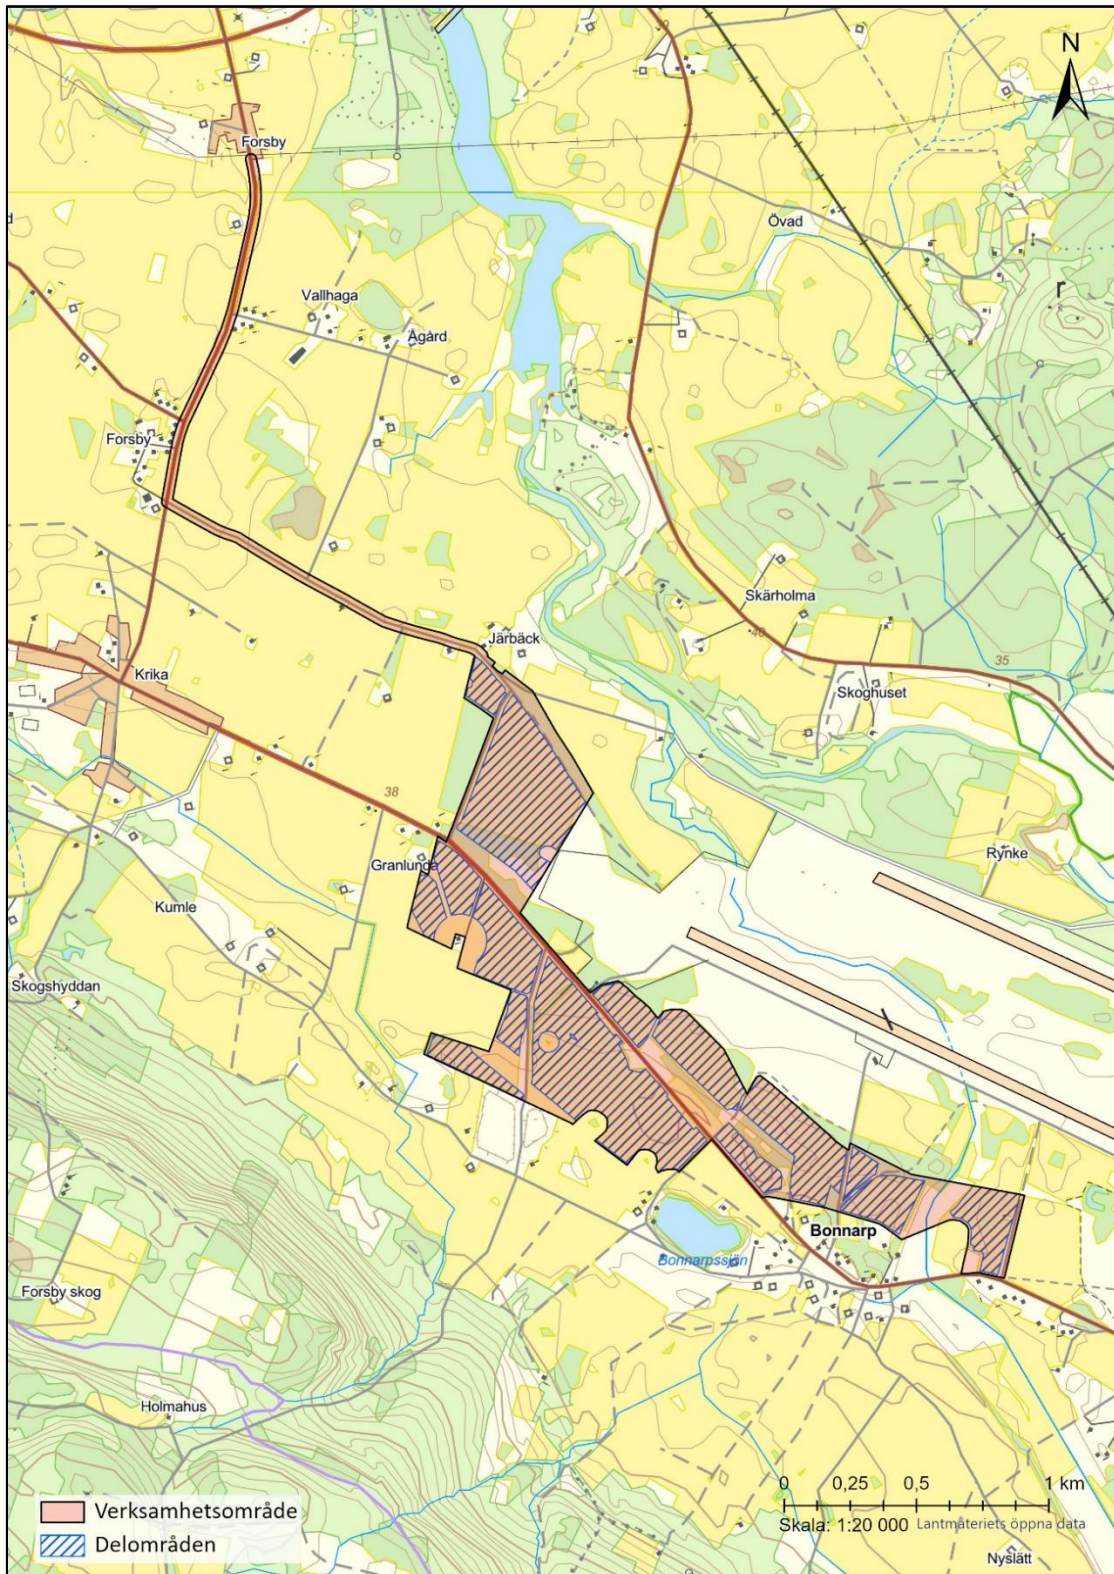 N
Forsby
Övad
Vallhaga
Ågård
r
Forsby
Skärholma
40
Järbäck
35
Krika
Skoghuset
38
Granlunda
Rynke
Kumle
Skogshyddan
Bonnarp
Bonnarpssjön
Forsby skog
Holmahus
0 0,25 0,5 1 km
Verksamhetsområde
Skala: 1:20 000 Lantmäteriets öppna data
Delområden
Nyslätt